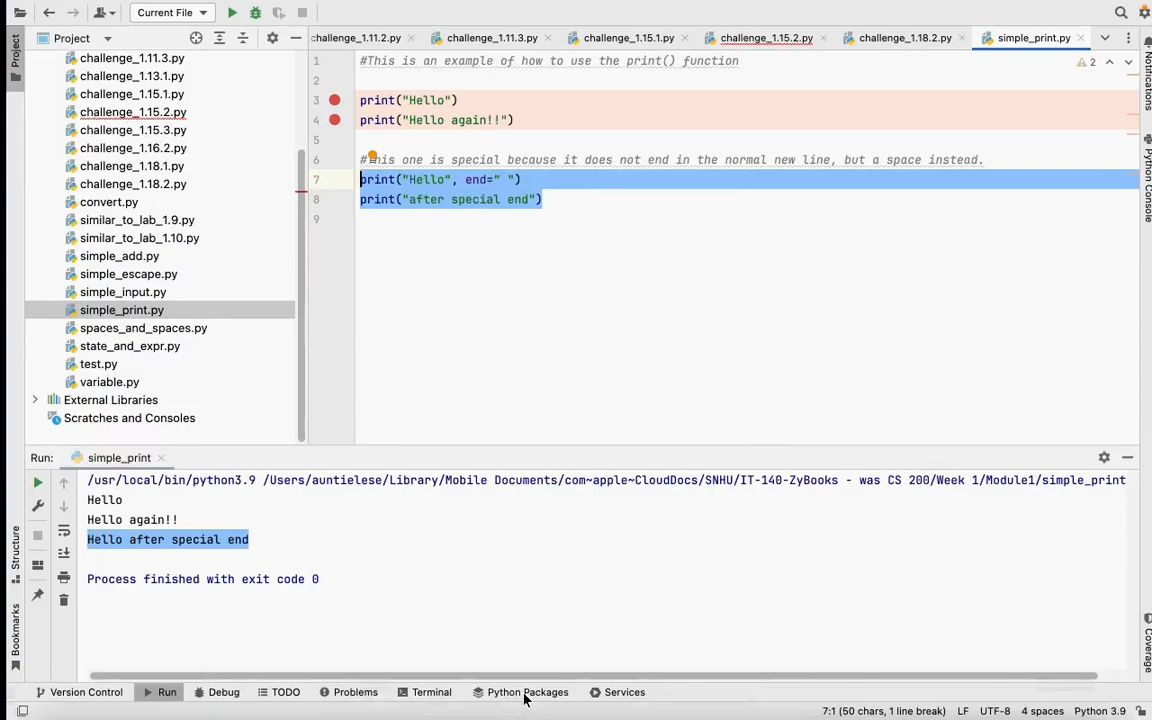 Current File
Project
challenge_1.11.2.py
challenge_1.11.3.py
challenge_1.15.1.py
challenge_1.15.2.py
challenge_1.18.2.py
simple_print.py
Project
Structure
Bookmarks
challenge_1.11.3.py
challenge_1.13.1.py
challenge_1.15.1.py
challenge_1.15.2.py
challenge_1.15.3.py
challenge_1.16.2.py
challenge_1.18.1.py
challenge_1.18.2.py
convert.py
similar_to_lab_1.9.py
similar_to_lab_1.10.py
simple_add.py
simple_escape.py
simple_input.py
simple_print.py
spaces_and_spaces.py
state_and_expr.py
test.py
variable.py
External Libraries
Scratches and Consoles
1 #This is an example of how to use the print() function
2
3 print("Hello")
4 print("Hello again!!")
5
6 #This one is special because it does not end in the normal new line, but a space instead.
7 print("Hello", end=" ")
8 print("after special end")
9
2
Notifications
Python Console
Coverage
Run: simple_print
/usr/local/bin/python3.9 /Users/auntielese/Library/Mobile Documents/com~apple~CloudDocs/SNHU/IT-140-ZyBooks - was CS 200/Week 1/Module1/simple_print
Hello
Hello again!!
Hello after special end
Process finished with exit code 0
Version Control Run Debug TODO Problems Terminal Python Packages Services
7:1 (50 chars, 1 line break) LF UTF-8 4 spaces Python 3.9